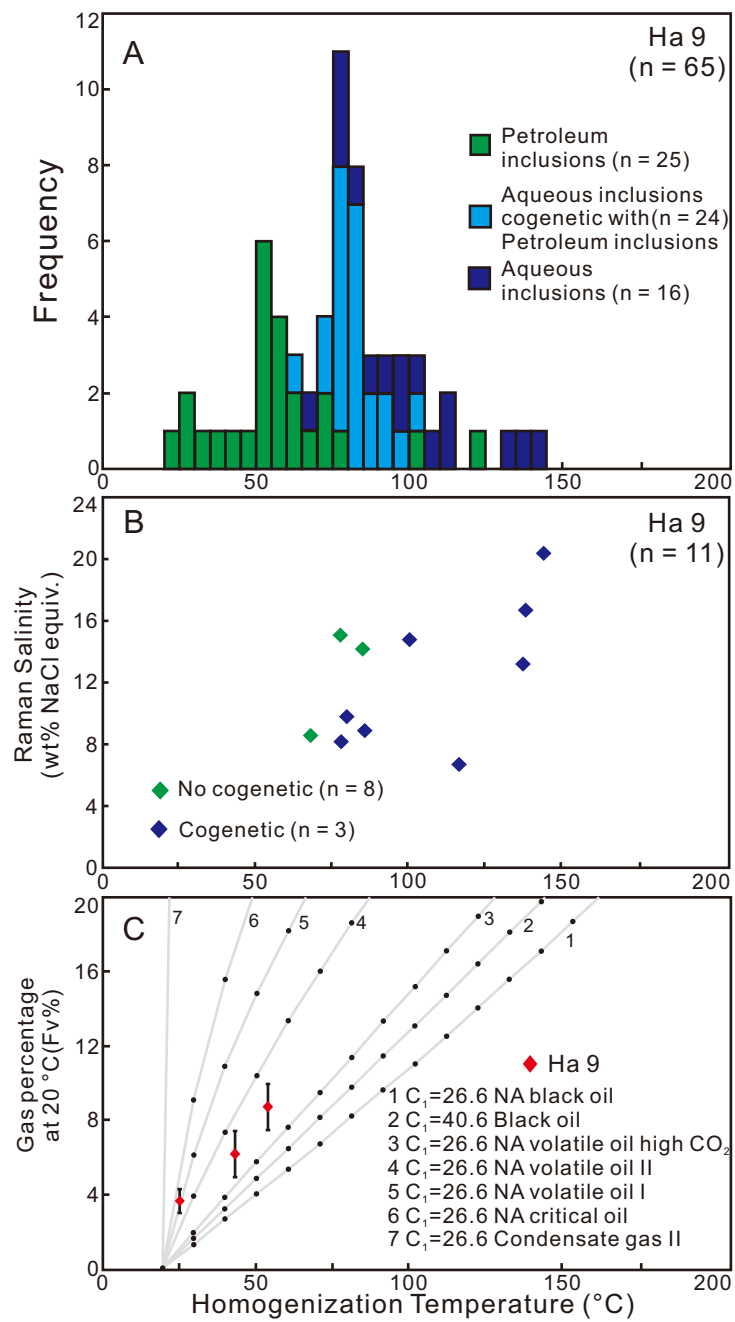 A
Ha 9
(n = 65)
Petroleum
inclusions (n = 25)
Aqueous inclusions
cogenetic with(n = 24)
Petroleum inclusions
Aqueous
inclusions (n = 16)
Frequency
12
10
8
6
4
2
0
0
50
100
150
200
B
Ha 9
(n = 11)
Raman Salinity
(wt% NaCl equiv.)
24
20
16
12
8
4
0
No cogenetic (n = 8)
Cogenetic (n = 3)
0
50
100
150
200
C
7
6
5
4
3
2
1
Gas percentage
at 20 °C(Fv%)
20
16
12
8
4
0
Ha 9
1 C₁=26.6 NA black oil
2 C₁=40.6 Black oil
3 C₁=26.6 NA volatile oil high CO₂
4 C₁=26.6 NA volatile oil II
5 C₁=26.6 NA volatile oil I
6 C₁=26.6 NA critical oil
7 C₁=26.6 Condensate gas II
0
50
100
150
200
Homogenization Temperature (°C)